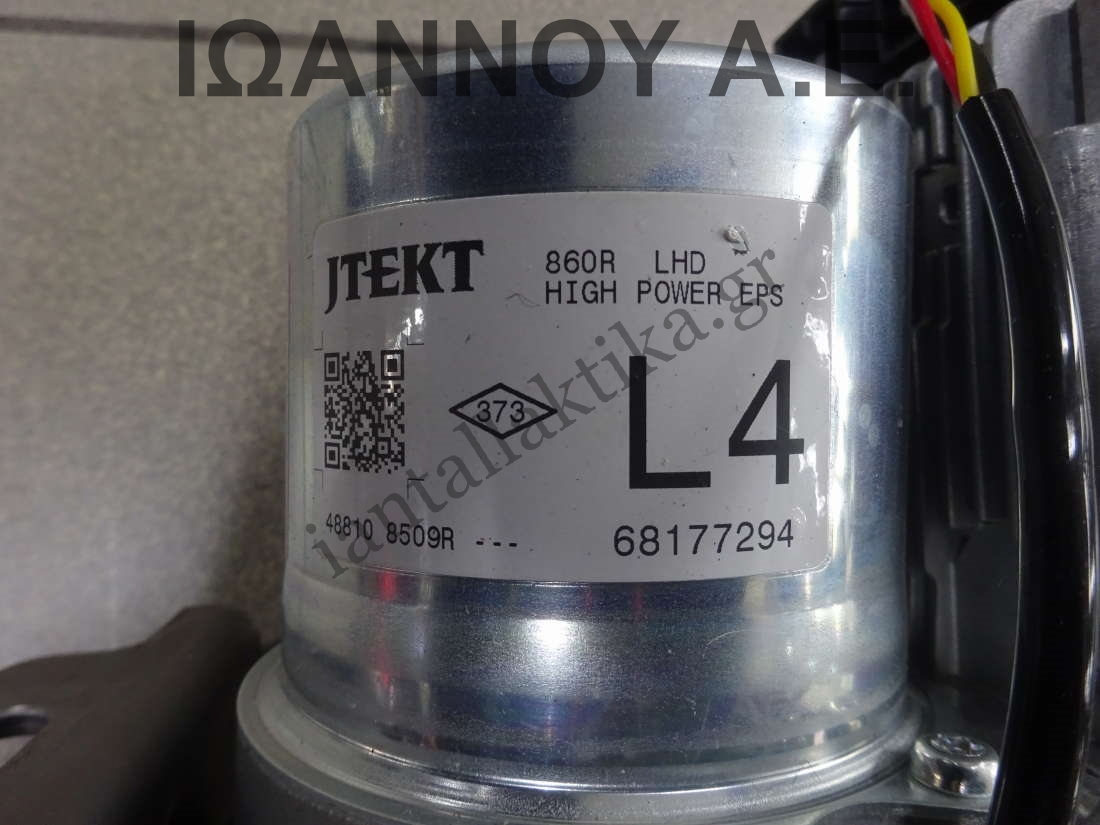 ΙΩΑΝΝΟΥ Α.Ε.
JTEKT
860R LHD
HIGH POWER EPS
373
L4
48810 8509R ---
68177294
iantallaktika.gr